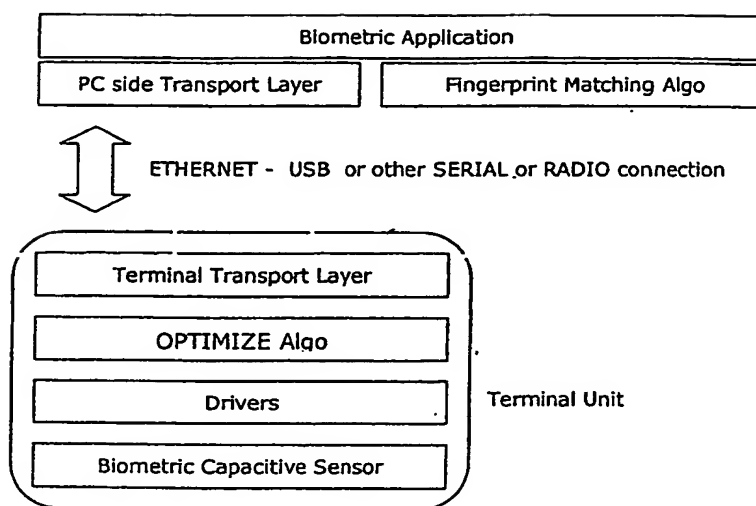 Biometric Application
PC side Transport Layer
Fingerprint Matching Algo
ETHERNET - USB or other SERIAL or RADIO connection
Terminal Transport Layer
OPTIMIZE Algo
Drivers
Terminal Unit
Biometric Capacitive Sensor